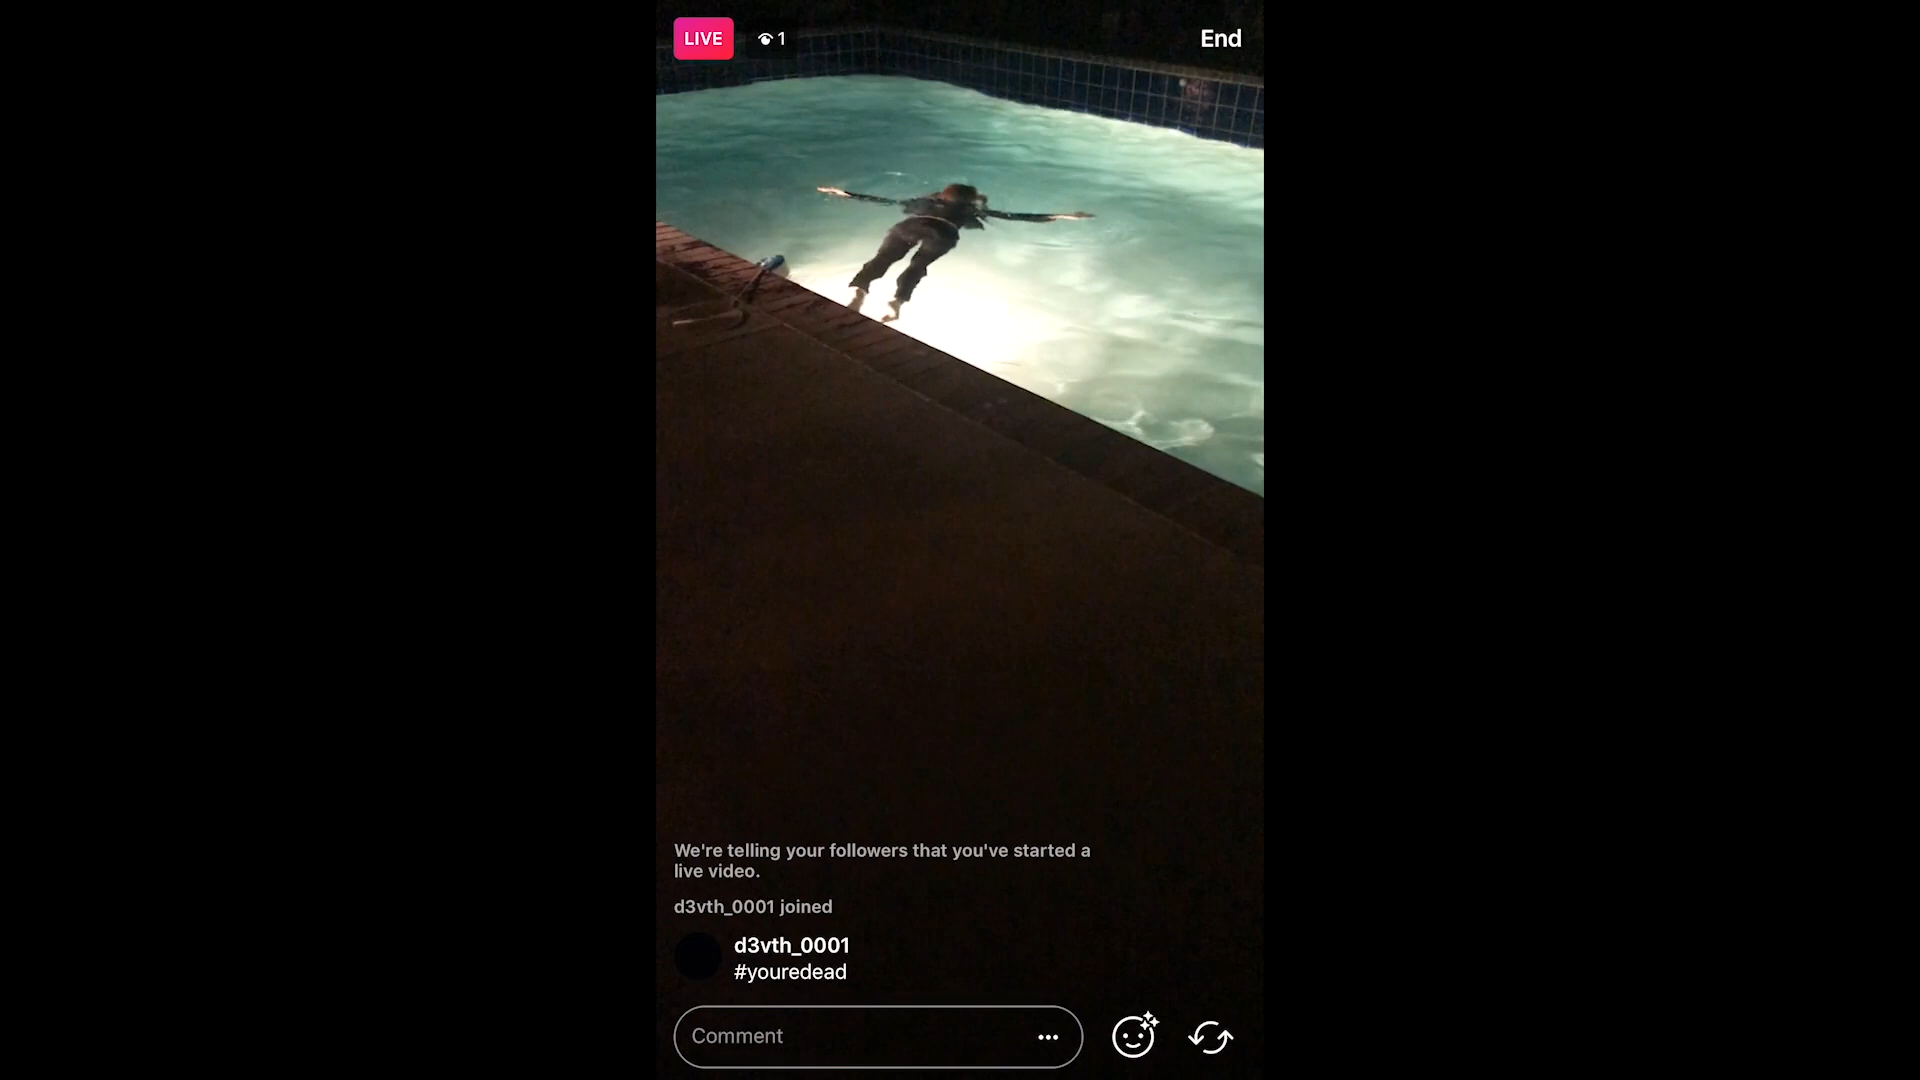 LIVE 1 End
We're telling your followers that you've started a
live video.
d3vth_0001 joined
d3vth_0001
#youredead
Comment